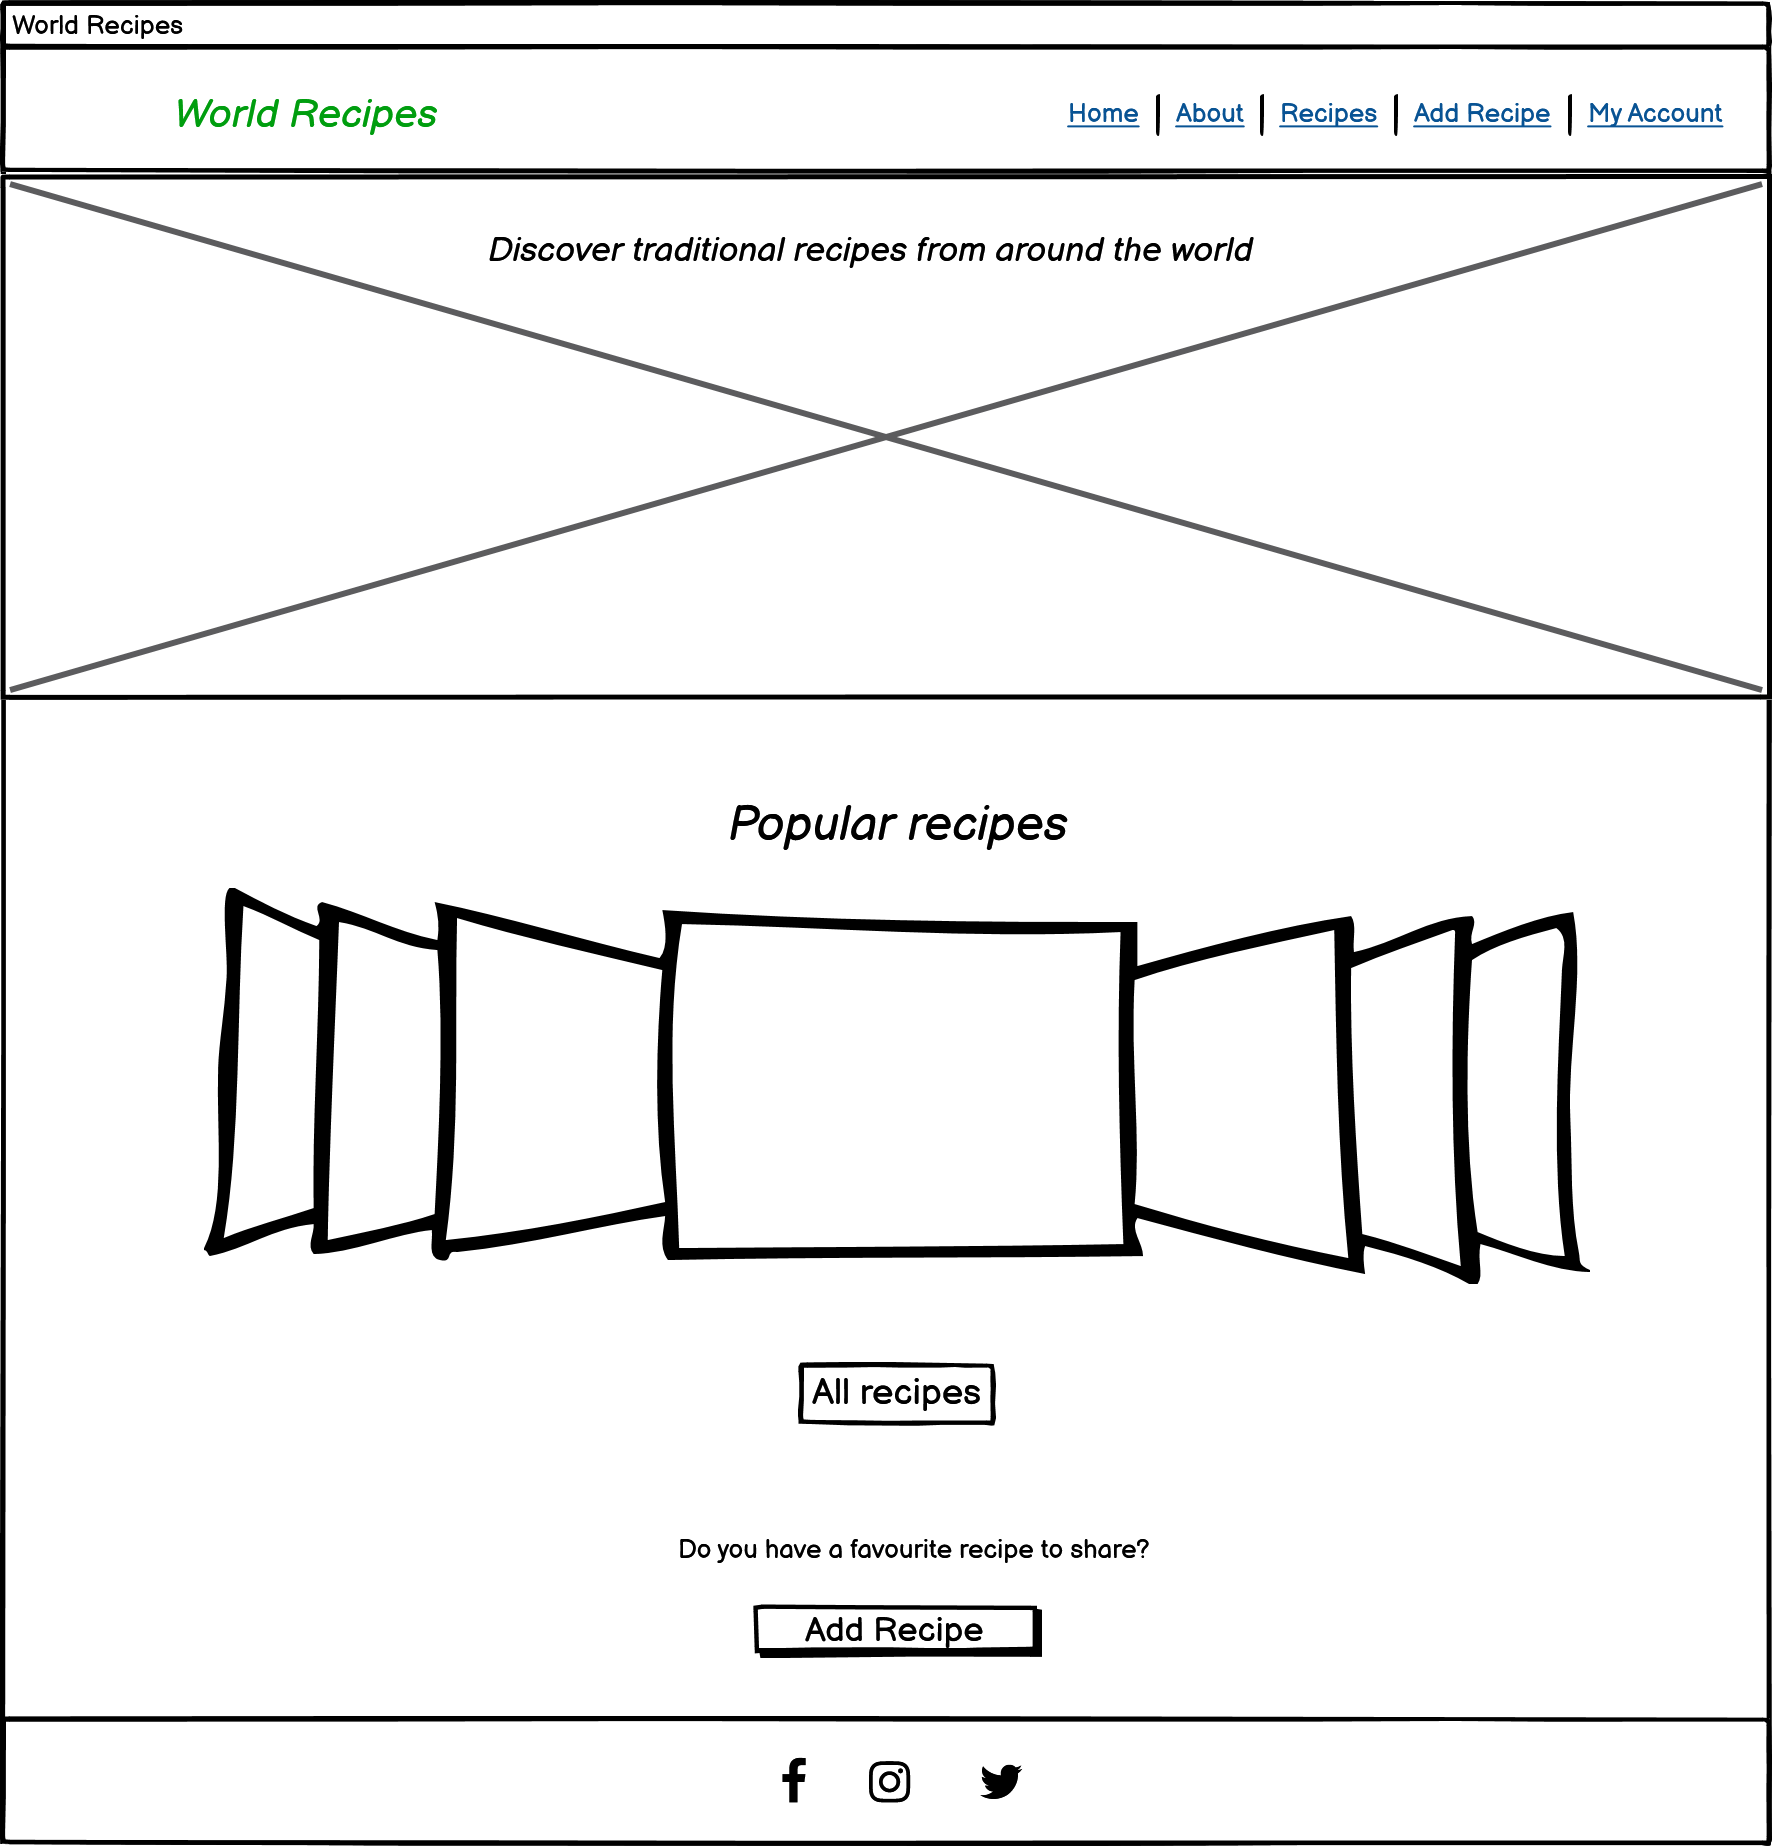 World Recipes
World Recipes
Home | About | Recipes | Add Recipe | My Account
Discover traditional recipes from around the world
Popular recipes
All recipes
Do you have a favourite recipe to share?
Add Recipe